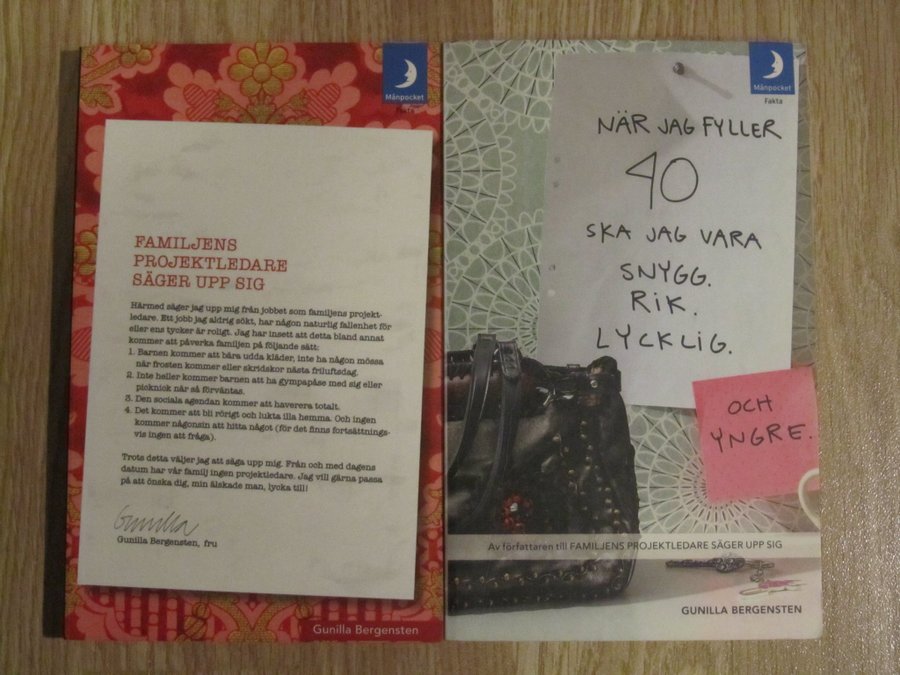 Månpocket
Fakta
FAMILJENS
PROJEKTLEDARE
SÄGER UPP SIG
Härmed säger jag upp mig från jobbet som familjens projekt-
ledare. Ett jobb jag aldrig sökt, har någon naturlig fallenhet för
eller ens tycker är roligt. Jag har insett att detta bland annat
kommer att påverka familjen på följande sätt:
1. Barnen kommer att bära udda kläder, inte ha någon mössa
när frosten kommer eller skridskor nästa friluftsdag.
2. Inte heller kommer barnen att ha gympapåse med sig eller
picknick när så förväntas.
3. Den sociala agendan kommer att haverera totalt.
4. Det kommer att bli rörigt och lukta illa hemma. Och ingen
kommer någonsin att hitta något (för det finns fortsättnings-
vis ingen att fråga).
Trots detta väljer jag att säga upp mig. Från och med dagens
datum har vår familj ingen projektledare. Jag vill gärna passa
på att önska dig, min älskade man, lycka till!
Gunilla
Gunilla Bergensten, fru
Gunilla Bergensten
Månpocket
Fakta
NÄR JAG FYLLER
40
SKA JAG VARA
SNYGG.
RIK.
LYCKLIG.
OCH
YNGRE.
Av författaren till FAMILJENS PROJEKTLEDARE SÄGER UPP SIG
GUNILLA BERGENSTEN